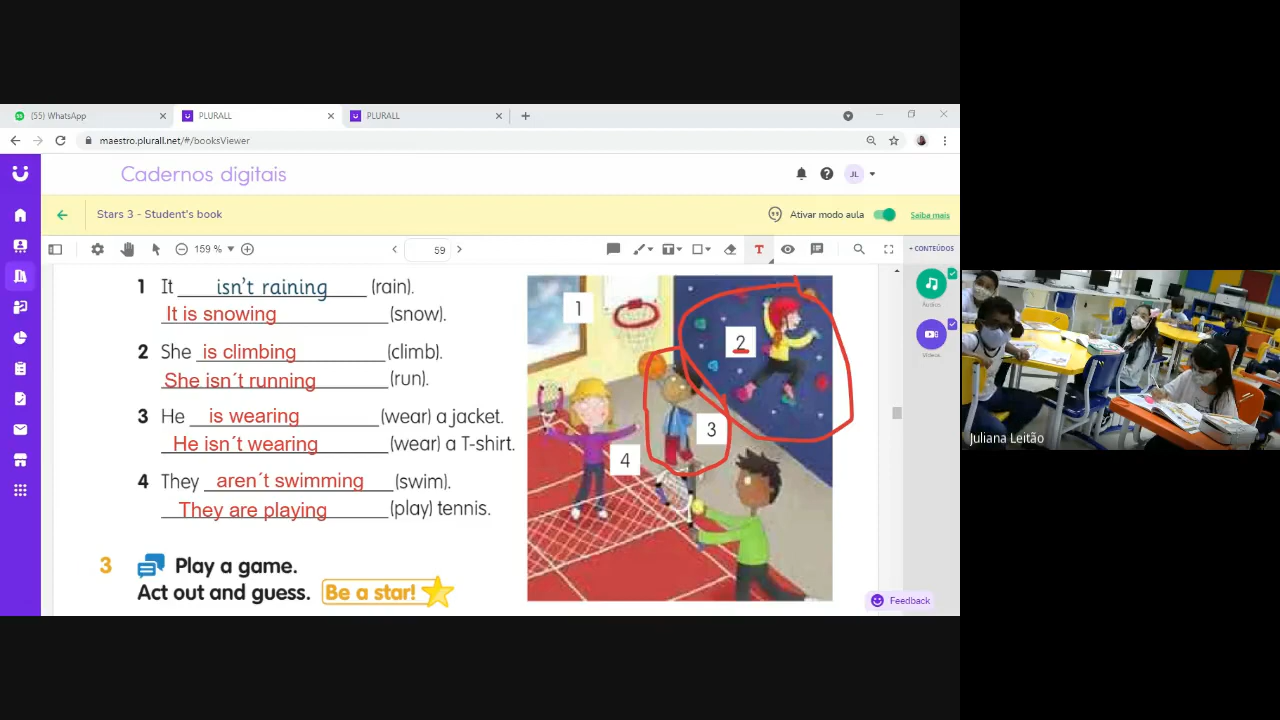 (55) WhatsApp
PLURALL
PLURALL
maestro.plurall.net/#/booksViewer
Cadernos digitais
JL
Stars 3 - Student's book
Ativar modo aula
Saiba mais
159 %
59
T
+ CONTEÚDOS
1 It isn't raining (rain).
It is snowing (snow).
2 She is climbing (climb).
She isn´t running (run).
3 He is wearing (wear) a jacket.
He isn´t wearing (wear) a T-shirt.
4 They aren´t swimming (swim).
They are playing (play) tennis.
3 Play a game.
Act out and guess. Be a star!
1
2
3
4
Vídeos
Feedback
Juliana Leitão